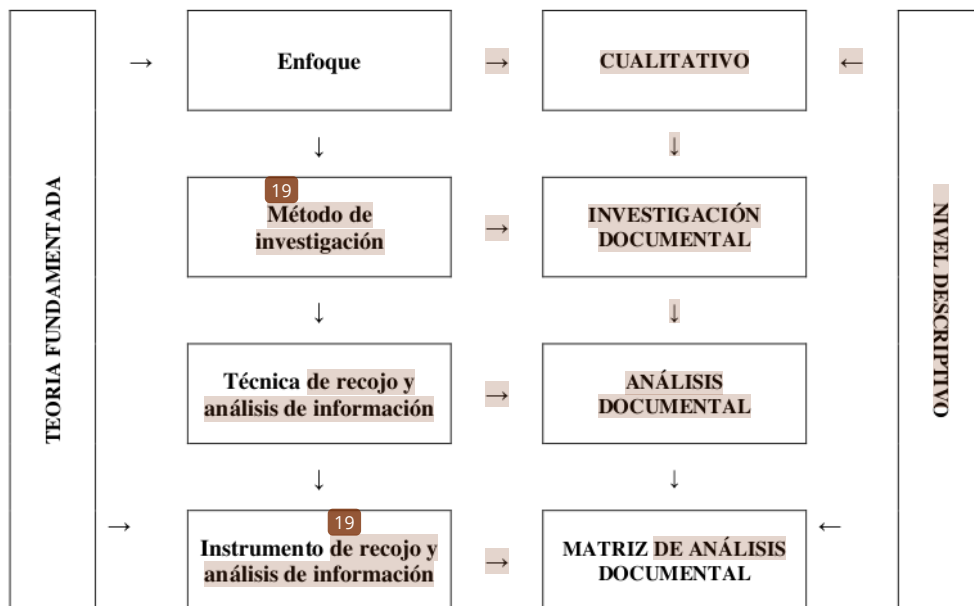 TEORIA FUNDAMENTADA
→ Enfoque → CUALITATIVO ←
↓ ↓
19
Método de
investigación
→
INVESTIGACIÓN
DOCUMENTAL
↓ ↓
Técnica de recojo y
análisis de información
→
ANÁLISIS
DOCUMENTAL
↓ ↓
→
19
Instrumento de recojo y
análisis de información
→
MATRIZ DE ANÁLISIS
DOCUMENTAL
←
NIVEL DESCRIPTIVO